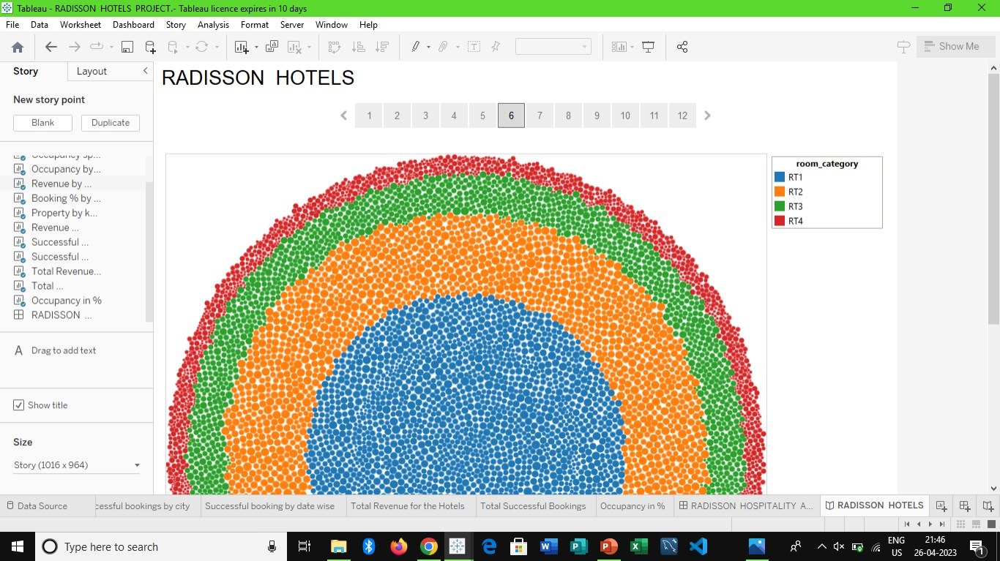 Tableau - RADISSON HOTELS PROJECT.- Tableau licence expires in 10 days
File Data Worksheet Dashboard Story Analysis Format Server Window Help
Show Me
Story Layout
New story point
Blank Duplicate
Occupancy by...
Revenue by ...
Booking % by ...
Property by k...
Revenue ...
Successful ...
Successful ...
Total Revenue...
Total ...
Occupancy in %
RADISSON ...
A Drag to add text
Show title
Size
Story (1016 x 964)
RADISSON HOTELS
1 2 3 4 5 6 7 8 9 10 11 12
room_category
RT1
RT2
RT3
RT4
Data Source cessful bookings by city Successful booking by date wise Total Revenue for the Hotels Total Successful Bookings Occupancy in % RADISSON HOSPITALITY A... RADISSON HOTELS
Type here to search
ENG
US
21:46
26-04-2023
1